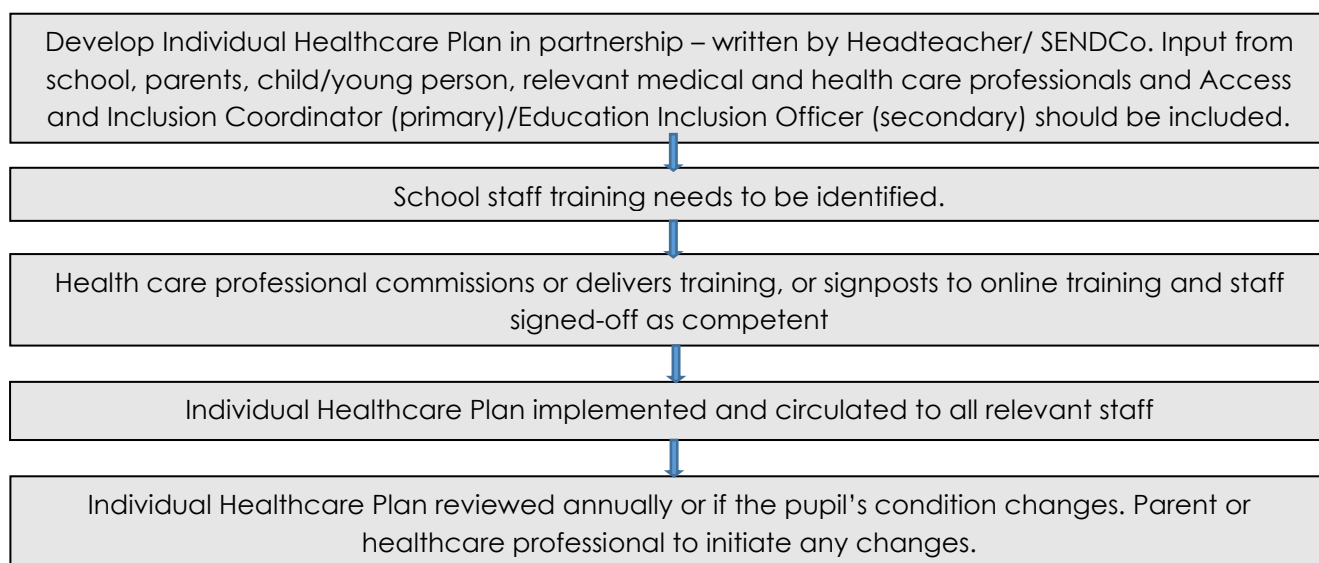 Develop Individual Healthcare Plan in partnership – written by Headteacher/ SENDCo. Input from
school, parents, child/young person, relevant medical and health care professionals and Access
and Inclusion Coordinator (primary)/Education Inclusion Officer (secondary) should be included.
School staff training needs to be identified.
Health care professional commissions or delivers training, or signposts to online training and staff
signed-off as competent
Individual Healthcare Plan implemented and circulated to all relevant staff
Individual Healthcare Plan reviewed annually or if the pupil’s condition changes. Parent or
healthcare professional to initiate any changes.